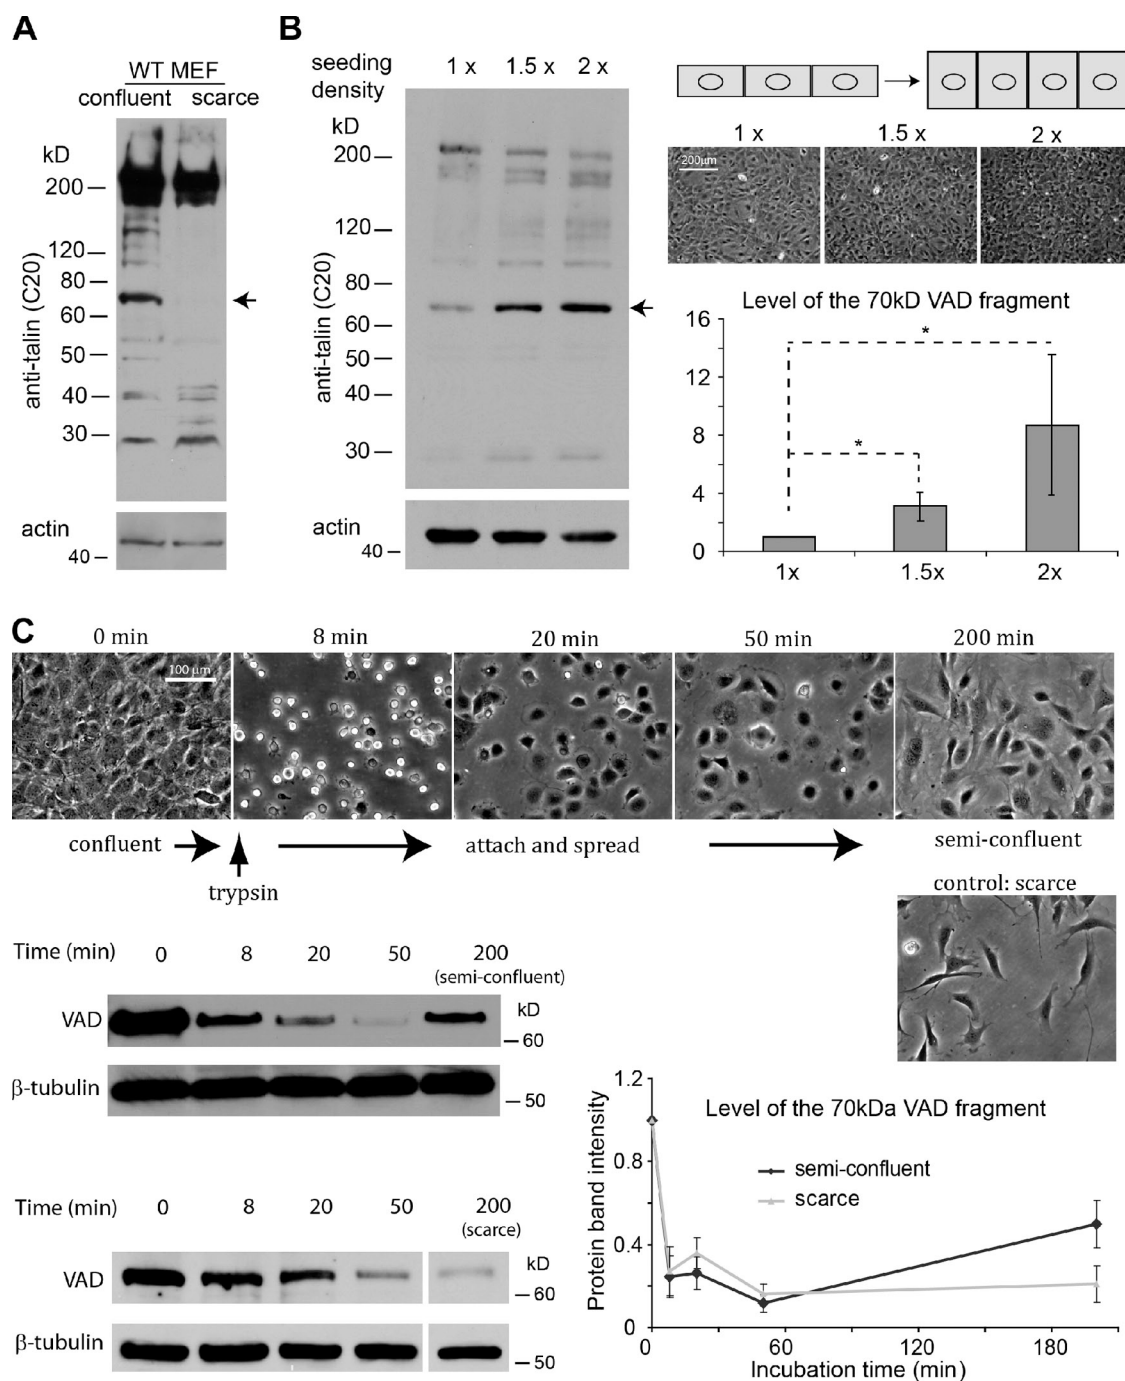 A
WT MEF
confluent scarce
kD
200
120
80
60
50
40
30
anti-talin (C20)
actin
40
B
seeding
density
1 x 1.5 x 2 x
kD
200
120
80
60
50
40
30
anti-talin (C20)
actin
40
1 x 1.5 x 2 x
200μm
Level of the 70kD VAD fragment
16
12
8
4
0
*
*
1x 1.5x 2x
C
0 min 8 min 20 min 50 min 200 min
100 μm
confluent attach and spread semi-confluent
trypsin
control: scarce
Time (min) 0 8 20 50 200
(semi-confluent)
kD
VAD
60
β-tubulin
50
Time (min) 0 8 20 50 200
(scarce)
kD
VAD
60
β-tubulin
50
Level of the 70kDa VAD fragment
semi-confluent
scarce
Protein band intensity
1.2
0.8
0.4
0
0 60 120 180
Incubation time (min)